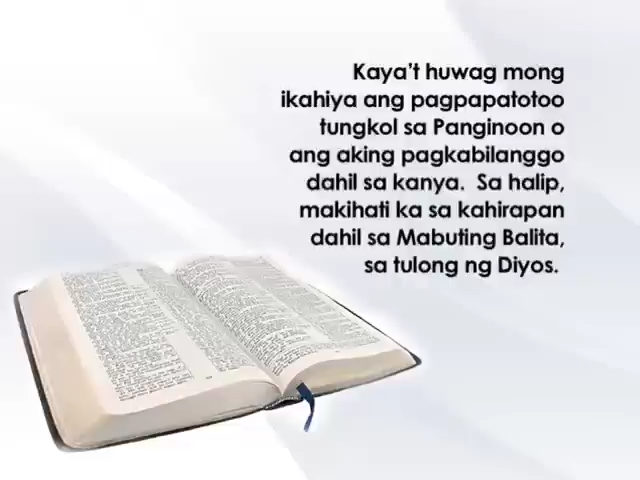 Kaya't huwag mong
ikahiya ang pagpapatotoo
tungkol sa Panginoon o
ang aking pagkabilanggo
dahil sa kanya. Sa halip,
makihati ka sa kahirapan
dahil sa Mabuting Balita,
sa tulong ng Diyos.